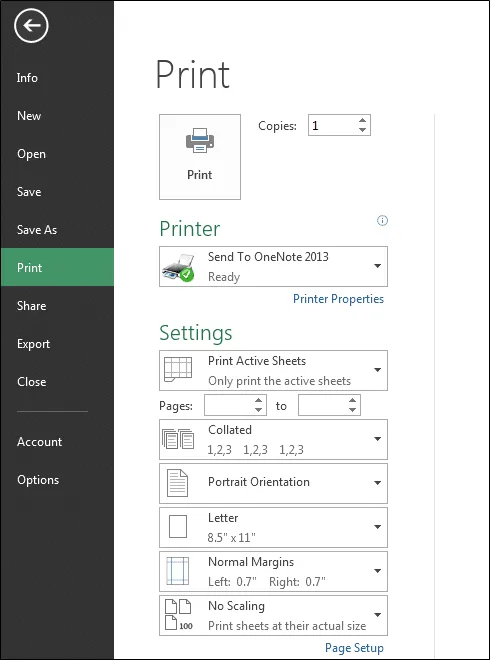 Info
New
Open
Save
Save As
Print
Share
Export
Close
Account
Options
Print
Print
Copies: 1
Printer
Send To OneNote 2013
Ready
Printer Properties
Settings
Print Active Sheets
Only print the active sheets
Pages: to
Collated
1,2,3 1,2,3 1,2,3
Portrait Orientation
Letter
8.5" x 11"
Normal Margins
Left: 0.7" Right: 0.7"
No Scaling
100 Print sheets at their actual size
Page Setup